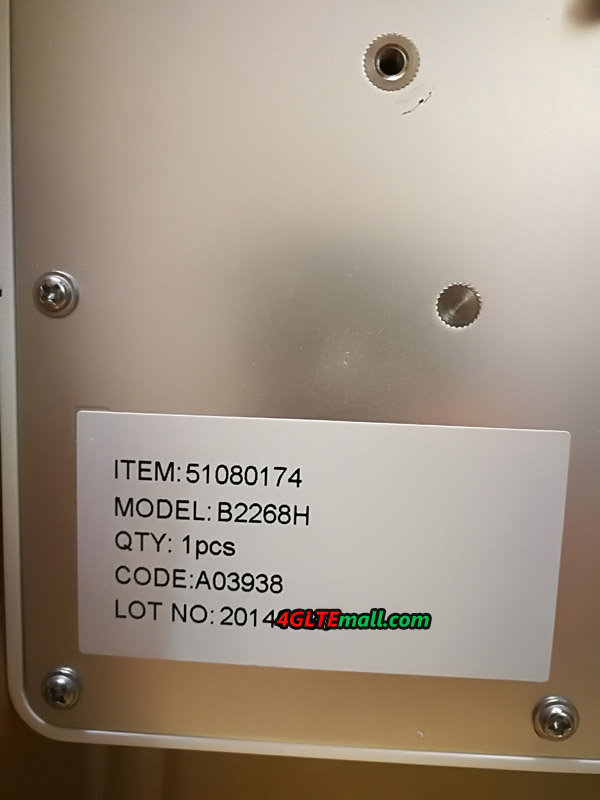 ITEM: 51080174
MODEL: B2268H
QTY: 1pcs
CODE:A03938
LOT NO: 2014
4GLTEmall.com